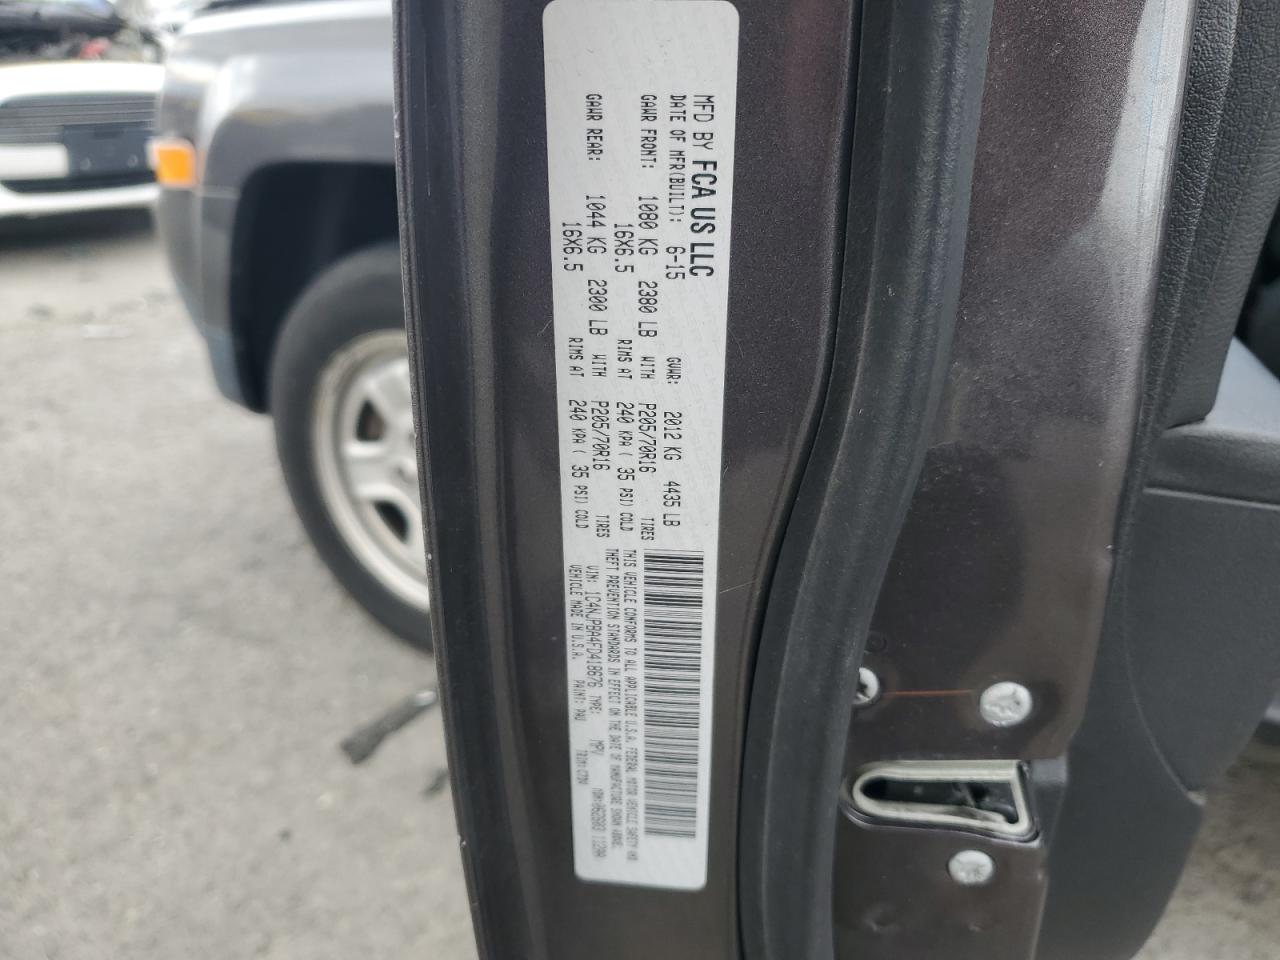 MFD BY FCA US LLC
DATE OF MFR(BUILT): 6-15 GVWR: 2012 KG 4435 LB
GAWR FRONT: 1080 KG 2380 LB WITH P205/70R16 TIRES
16X6.5 RIMS AT 240 KPA ( 35 PSI) COLD
GAWR REAR: 1044 KG 2300 LB WITH P205/70R16 TIRES
16X6.5 RIMS AT 240 KPA ( 35 PSI) COLD
THIS VEHICLE CONFORMS TO ALL APPLICABLE U.S.A. FEDERAL MOTOR VEHICLE SAFETY AND
THEFT PREVENTION STANDARDS IN EFFECT ON THE DATE OF MANUFACTURE SHOWN ABOVE.
VIN: 1C4NJPBA4FD418676 TYPE: MPV
VEHICLE MADE IN U.S.A. PAINT: PAU